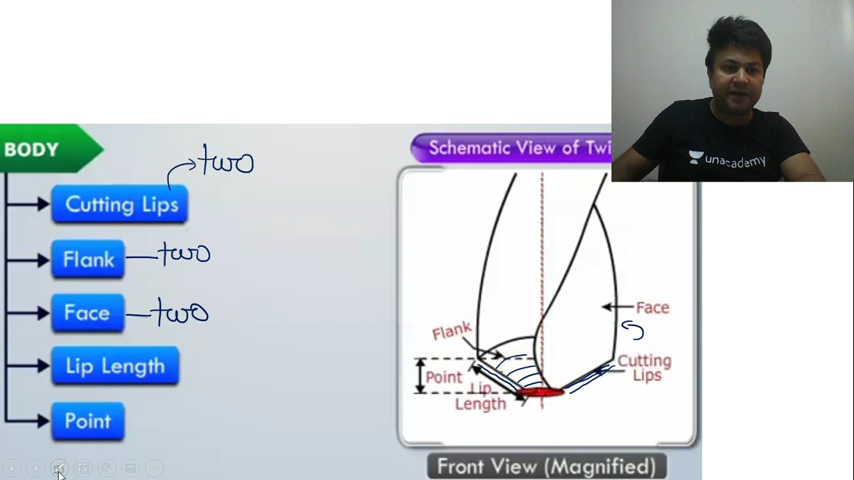 BODY
two
Cutting Lips
Flank two
Face two
Lip Length
Point
Schematic View of
unacademy
Face
Flank
Cutting
Lips
Point
Lip
Length
Front View (Magnified)